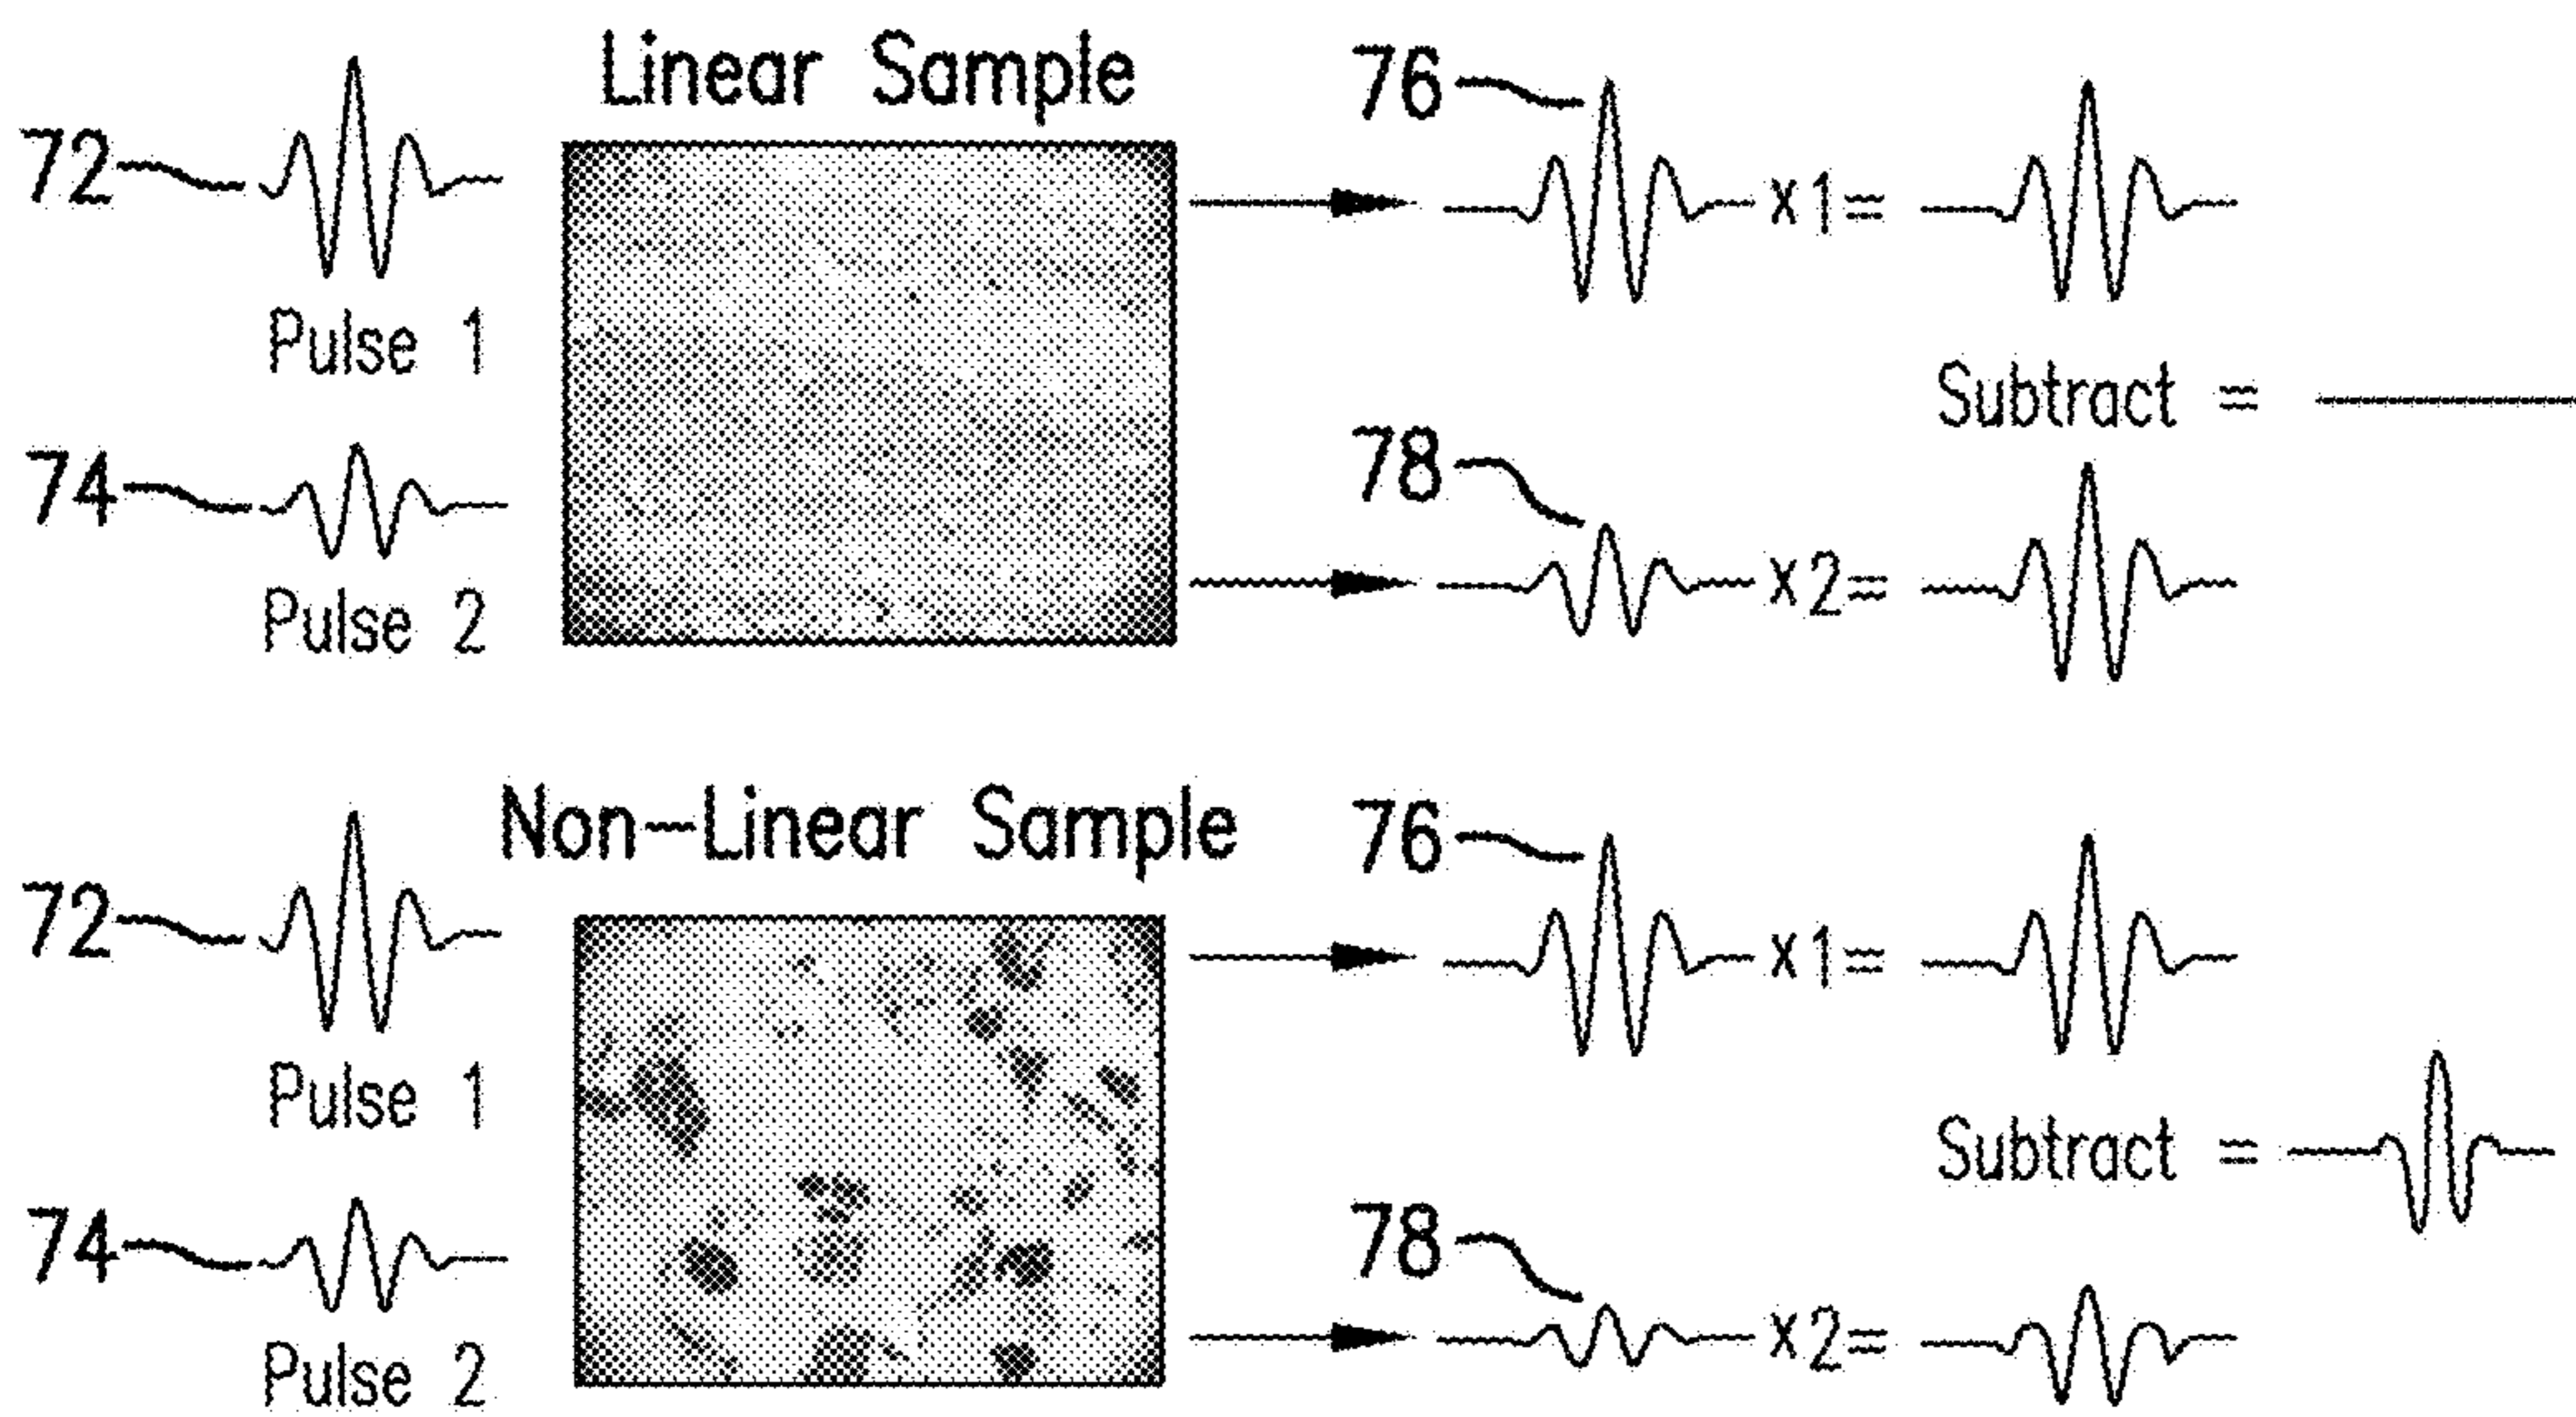 Linear Sample
72
Pulse 1
74
Pulse 2
76
x1=
Subtract =
78
x2=
Non-Linear Sample
72
Pulse 1
74
Pulse 2
76
x1=
Subtract =
78
x2=